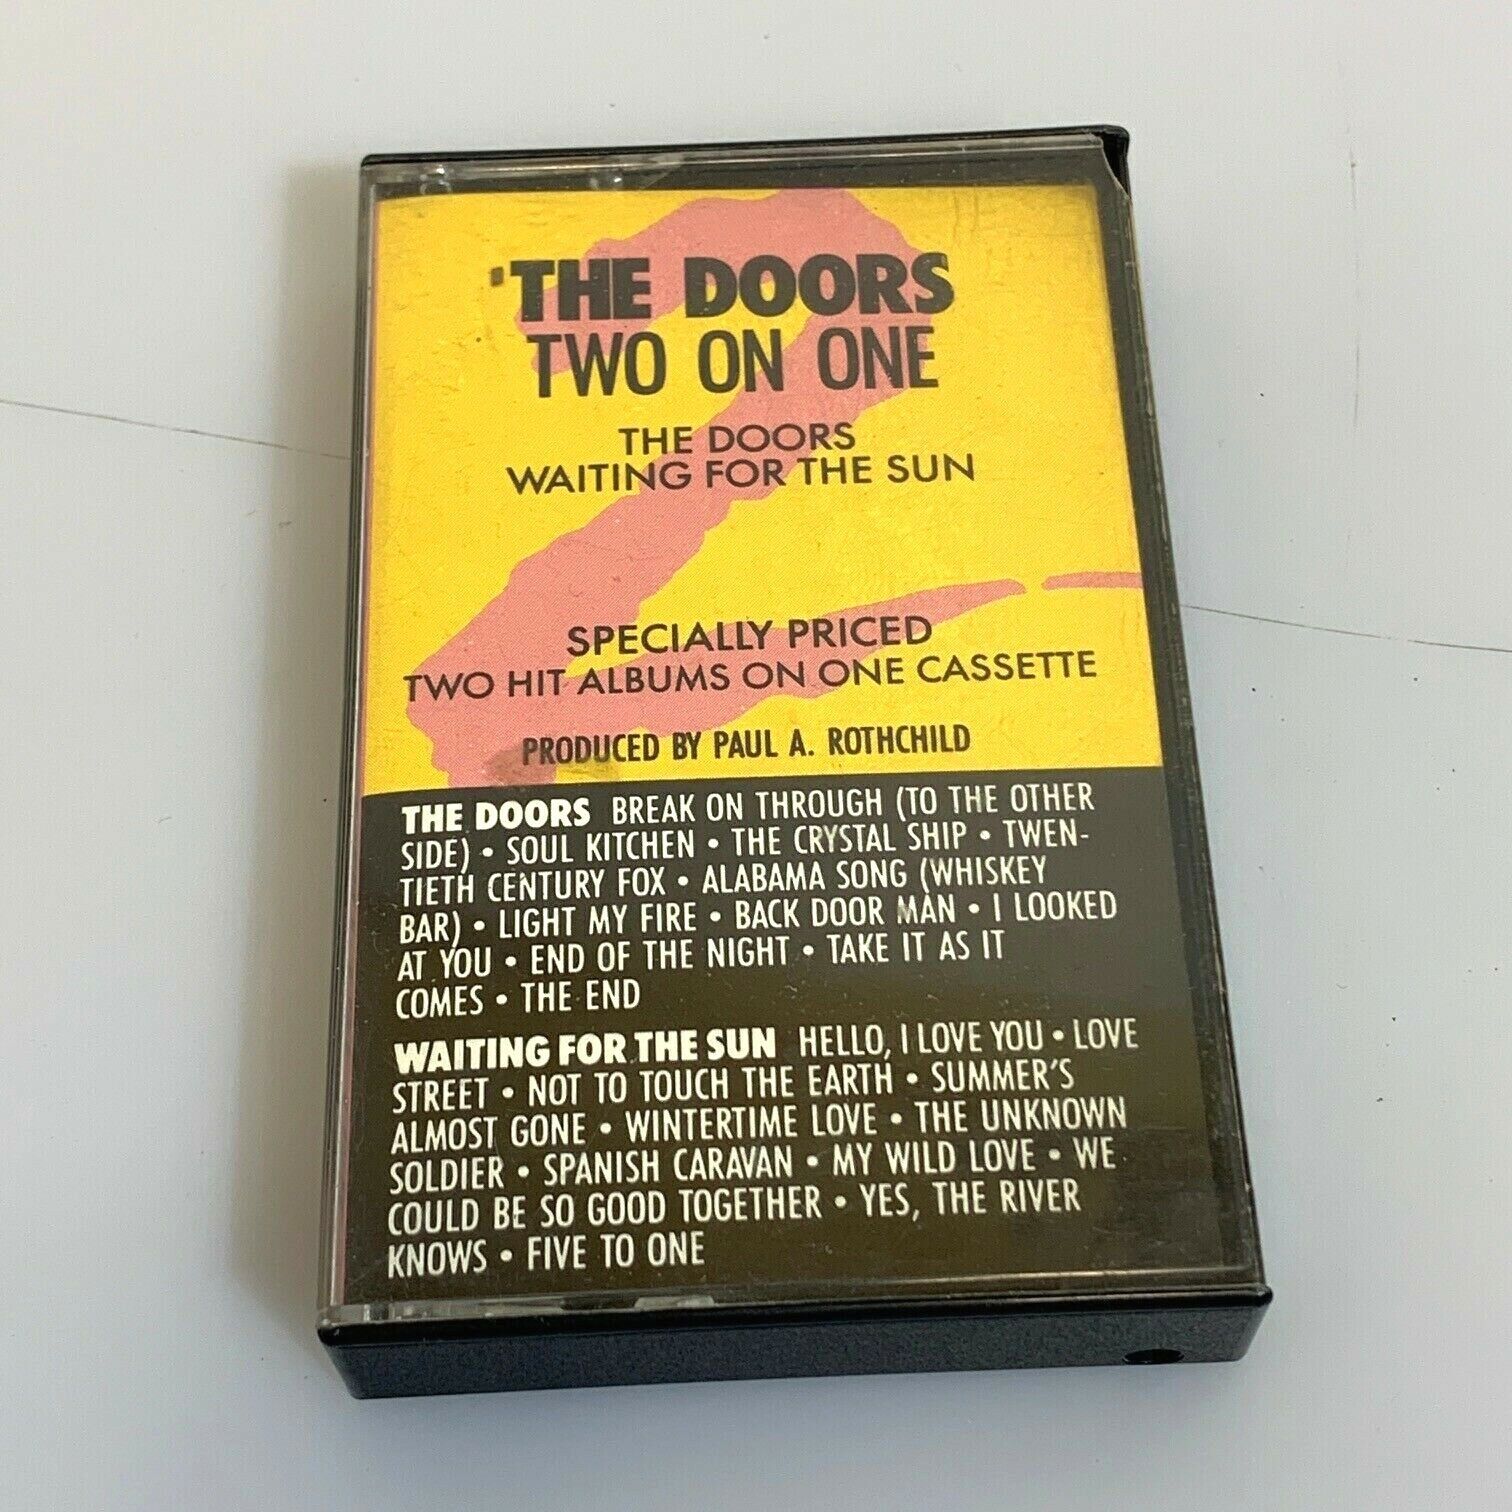 THE DOORS
TWO ON ONE
THE DOORS
WAITING FOR THE SUN
SPECIALLY PRICED
TWO HIT ALBUMS ON ONE CASSETTE
PRODUCED BY PAUL A. ROTHCHILD
THE DOORS BREAK ON THROUGH (TO THE OTHER
SIDE) • SOUL KITCHEN • THE CRYSTAL SHIP • TWEN-
TIETH CENTURY FOX • ALABAMA SONG (WHISKEY
BAR) • LIGHT MY FIRE • BACK DOOR MAN • I LOOKED
AT YOU • END OF THE NIGHT • TAKE IT AS IT
COMES • THE END
WAITING FOR THE SUN HELLO, I LOVE YOU • LOVE
STREET • NOT TO TOUCH THE EARTH • SUMMER'S
ALMOST GONE • WINTERTIME LOVE • THE UNKNOWN
SOLDIER • SPANISH CARAVAN • MY WILD LOVE • WE
COULD BE SO GOOD TOGETHER • YES, THE RIVER
KNOWS • FIVE TO ONE